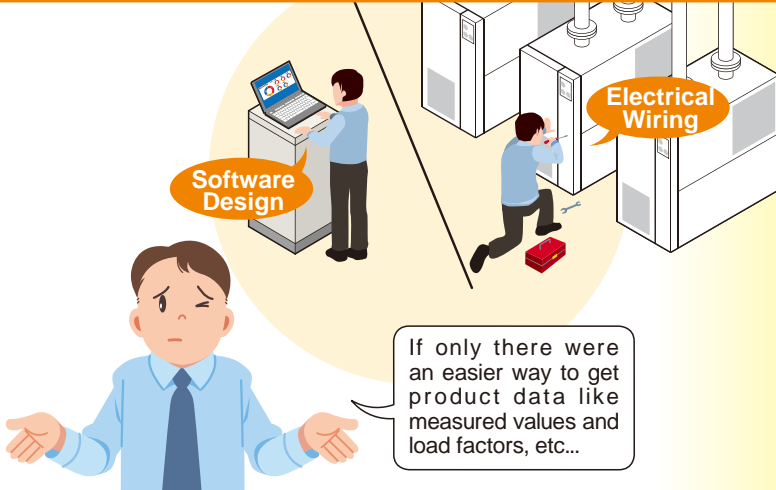 Electrical
Wiring
Software
Design
If only there were
an easier way to get
product data like
measured values and
load factors, etc...